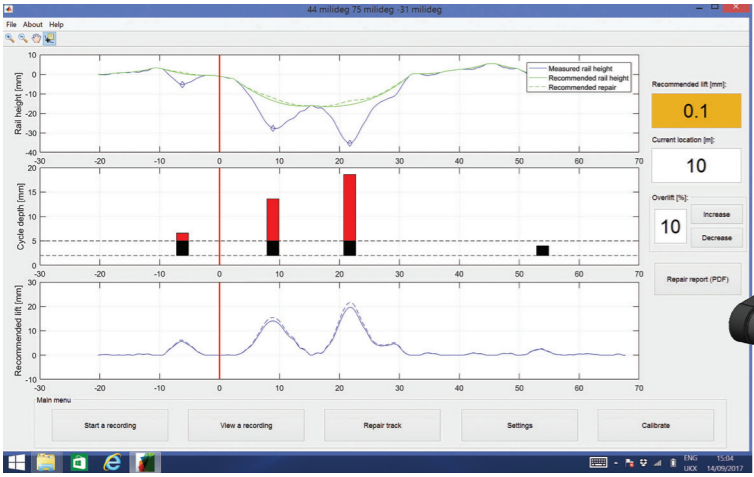 44 milideg 75 milideg -31 milideg
File About Help
Rail height [mm]
10
0
-10
-20
-30
-40
-30 -20 -10 0 10 20 30 40 50 60 70
Measured rail height
Recommended rail height
Recommended repair
Cycle depth [mm]
20
15
10
5
0
-30 -20 -10 0 10 20 30 40 50 60 70
Recommended lift [mm]
30
20
10
0
-10
-30 -20 -10 0 10 20 30 40 50 60 70
Recommended lift [mm]:
0.1
Current location [m]:
10
Overlift [%]:
10
Increase
Decrease
Repair report (PDF)
Main menu
Start a recording
View a recording
Repair track
Settings
Calibrate
ENG 15:04
UKX 14/09/2017